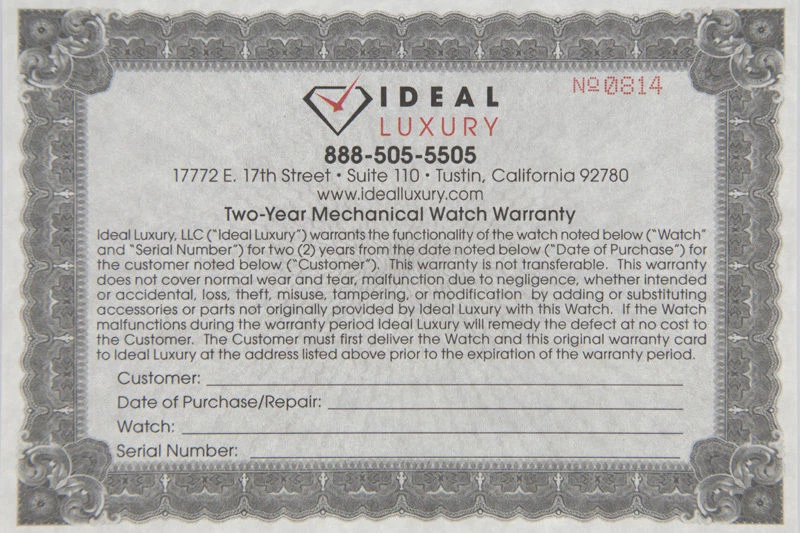 Nº0814
IDEAL
LUXURY
888-505-5505
17772 E. 17th Street • Suite 110 • Tustin, California 92780
www.idealluxury.com
Two-Year Mechanical Watch Warranty
Ideal Luxury, LLC ("Ideal Luxury") warrants the functionality of the watch noted below ("Watch"
and "Serial Number") for two (2) years from the date noted below ("Date of Purchase") for
the customer noted below ("Customer"). This warranty is not transferable. This warranty
does not cover normal wear and tear, malfunction due to negligence, whether intended
or accidental, loss, theft, misuse, tampering, or modification by adding or substituting
accessories or parts not originally provided by Ideal Luxury with this Watch. If the Watch
malfunctions during the warranty period Ideal Luxury will remedy the defect at no cost to
the Customer. The Customer must first deliver the Watch and this original warranty card
to Ideal Luxury at the address listed above prior to the expiration of the warranty period.
Customer:
Date of Purchase/Repair:
Watch:
Serial Number: